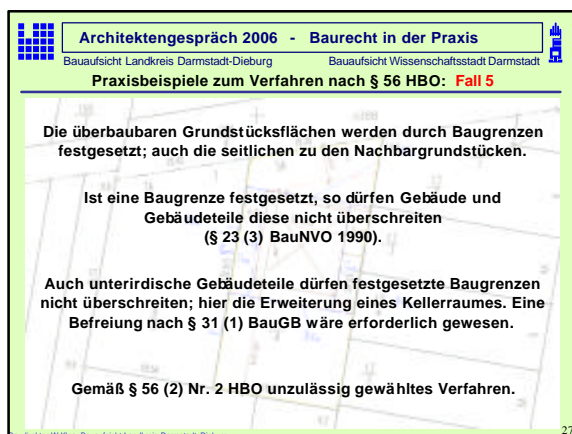 Architektengespräch 2006 - Baurecht in der Praxis
Bauaufsicht Landkreis Darmstadt-Dieburg Bauaufsicht Wissenschaftsstadt Darmstadt
Praxisbeispiele zum Verfahren nach § 56 HBO: Fall 5
Die überbaubaren Grundstücksflächen werden durch Baugrenzen
festgesetzt; auch die seitlichen zu den Nachbargrundstücken.
Ist eine Baugrenze festgesetzt, so dürfen Gebäude und
Gebäudeteile diese nicht überschreiten
(§ 23 (3) BauNVO 1990).
Auch unterirdische Gebäudeteile dürfen festgesetzte Baugrenzen
nicht überschreiten; hier die Erweiterung eines Kellerraumes. Eine
Befreiung nach § 31 (1) BauGB wäre erforderlich gewesen.
Gemäß § 56 (2) Nr. 2 HBO unzulässig gewähltes Verfahren.
27